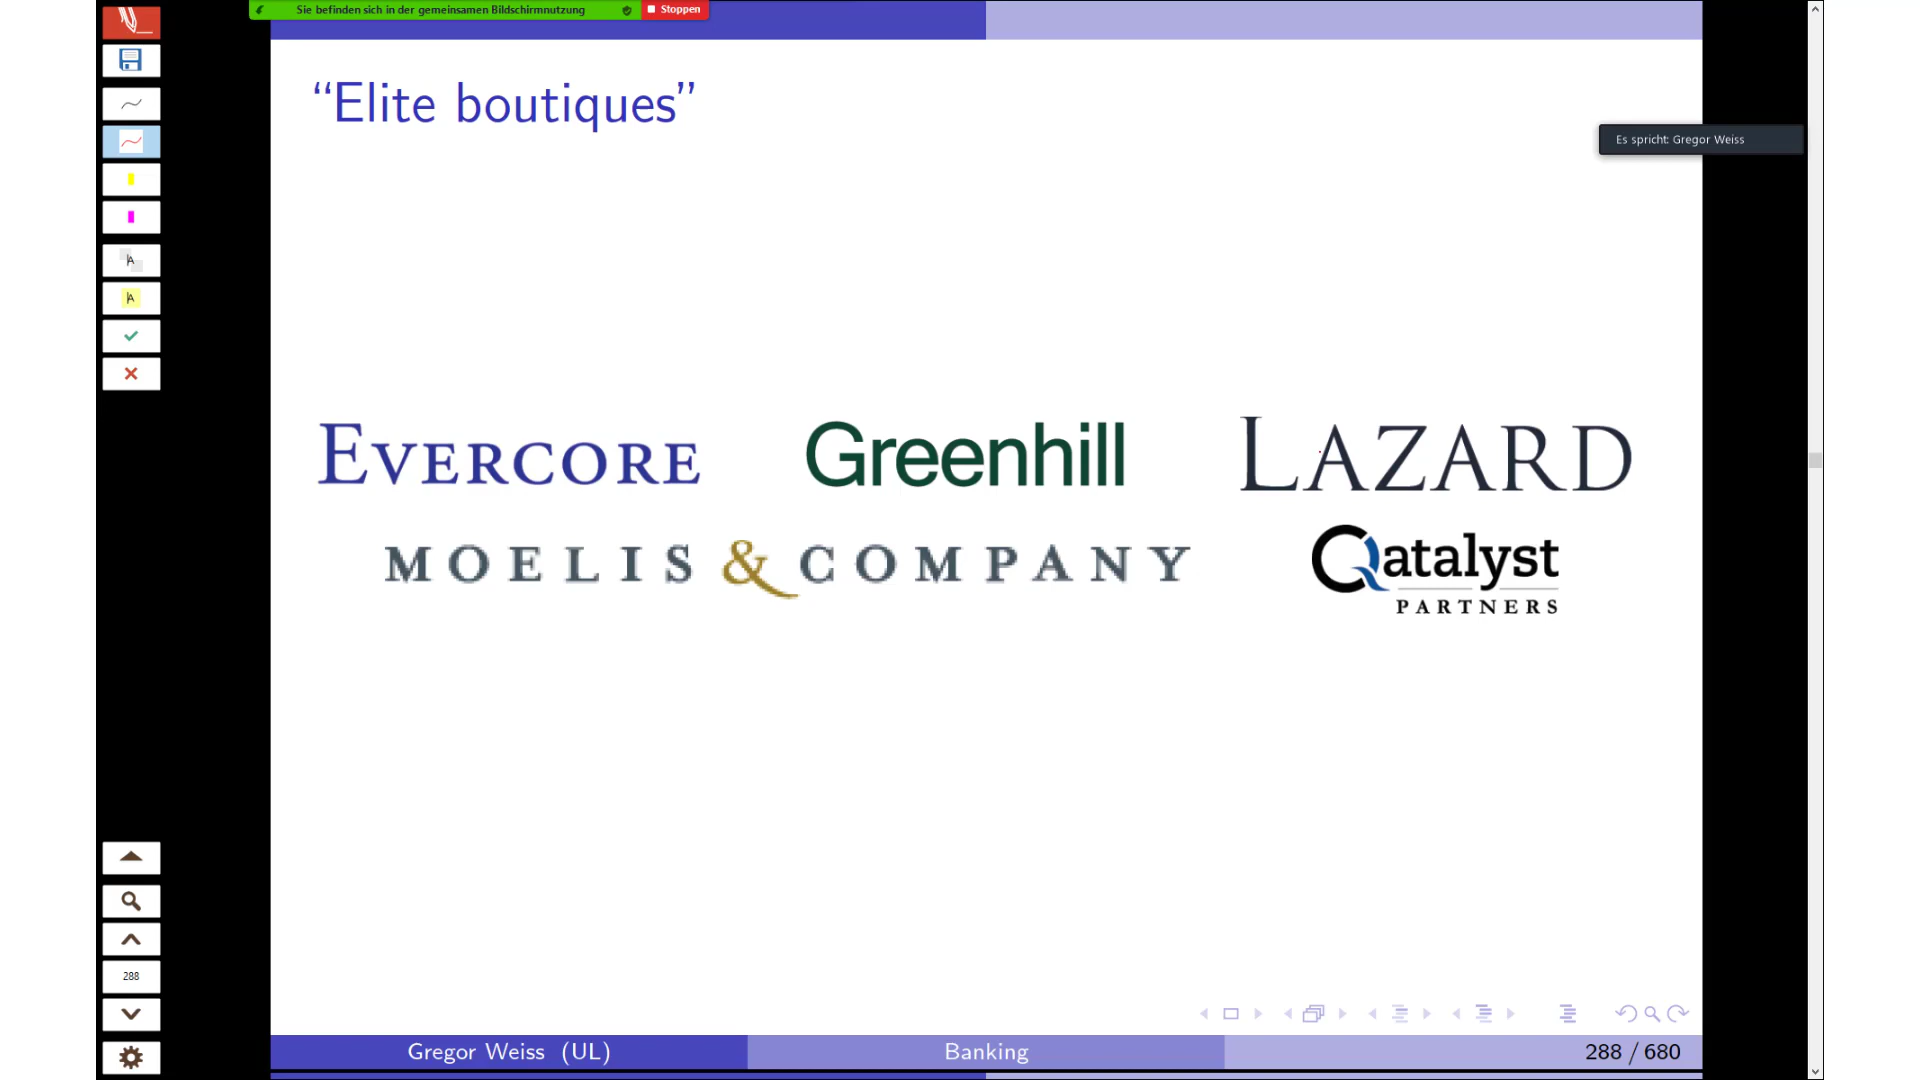 Sie befinden sich in der gemeinsamen Bildschirmnutzung
Stoppen
“Elite boutiques”
Es spricht: Gregor Weiss
A
A
EVERCORE
Greenhill
LAZARD
MOELIS & COMPANY
Qatalyst
PARTNERS
288
Gregor Weiss (UL)
Banking
288 / 680